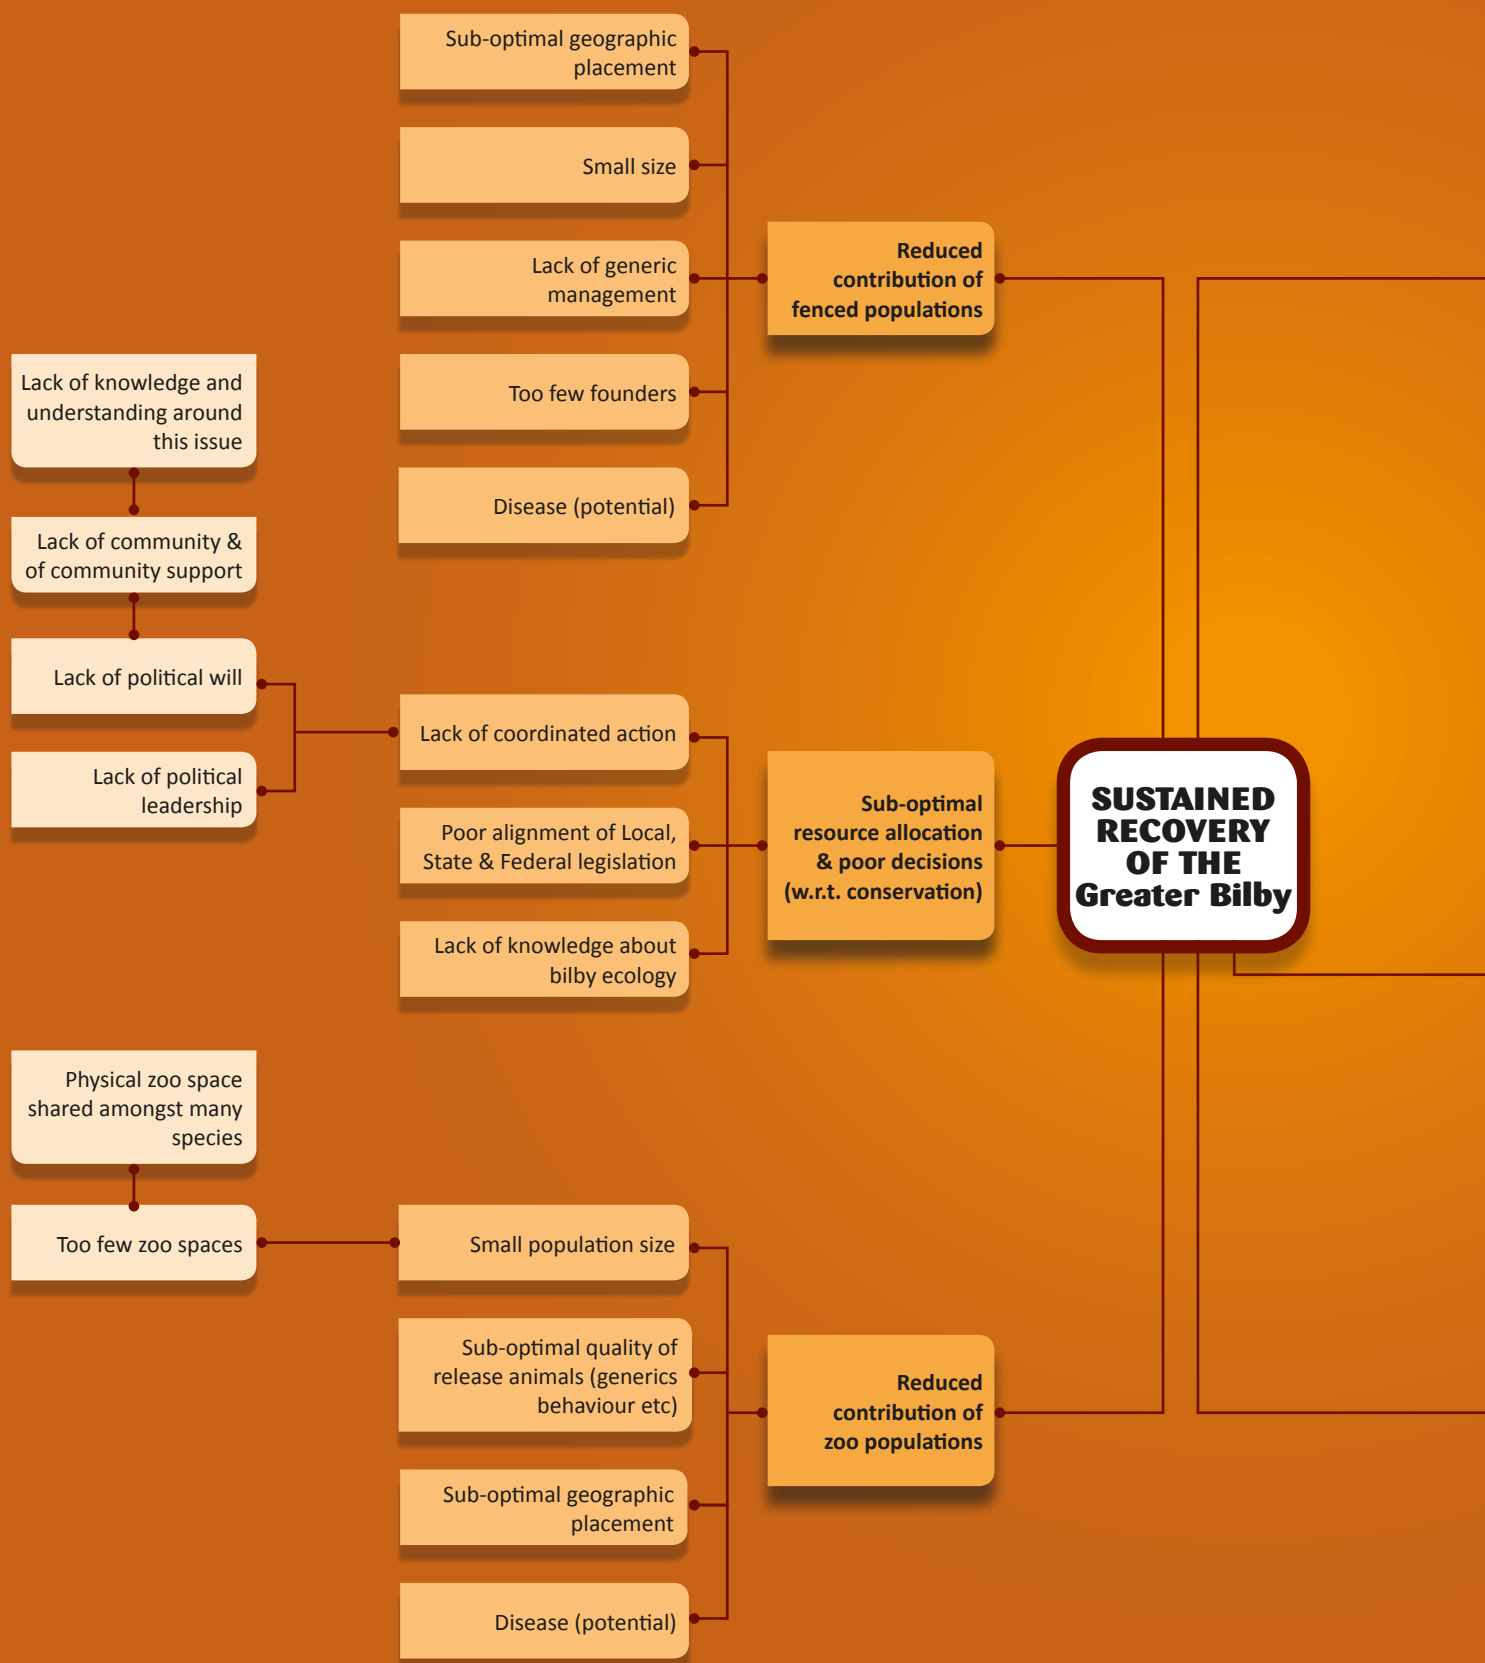 Sub-optimal geographic
placement
Small size
Lack of generic
management
Too few founders
Disease (potential)
Reduced
contribution of
fenced populations
Lack of knowledge and
understanding around
this issue
Lack of community &
of community support
Lack of political will
Lack of political
leadership
Lack of coordinated action
Poor alignment of Local,
State & Federal legislation
Lack of knowledge about
bilby ecology
Sub-optimal
resource allocation
& poor decisions
(w.r.t. conservation)
SUSTAINED
RECOVERY
OF THE
Greater Bilby
Physical zoo space
shared amongst many
species
Too few zoo spaces
Small population size
Sub-optimal quality of
release animals (generics
behaviour etc)
Sub-optimal geographic
placement
Disease (potential)
Reduced
contribution of
zoo populations